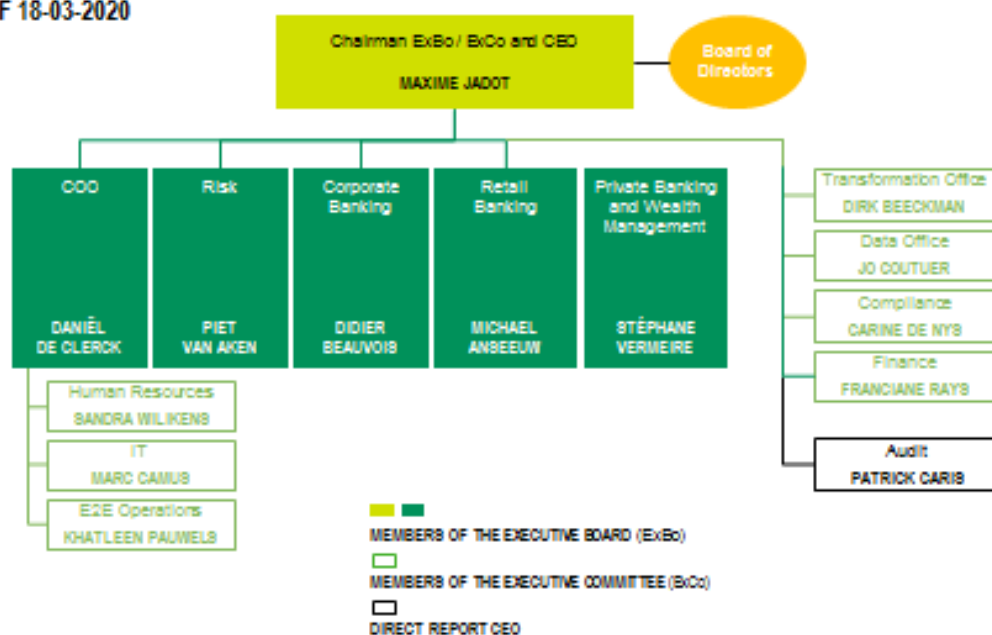 F 18-03-2020
Chairman ExBo / ExCo and CEO
MAXIME JADOT
Board of
Directors
COO
DANIËL
DE CLERCK
Risk
PIET
VAN AKEN
Corporate
Banking
DIDIER
BEAUVOIS
Retail
Banking
MICHAEL
ANSEEUW
Private Banking
and Wealth
Management
STÉPHANE
VERMEIRE
Transformation Office
DIRK BEECKMAN
Data Office
JO COUTUER
Compliance
CARINE DE NYS
Finance
FRANCIANE RAYS
Audit
PATRICK CARIS
Human Resources
SANDRA WILIKENS
IT
MARC CAMUS
E2E Operations
KHATLEEN PAUWELS
MEMBERS OF THE EXECUTIVE BOARD (ExBo)
MEMBERS OF THE EXECUTIVE COMMITTEE (ExCo)
DIRECT REPORT CEO